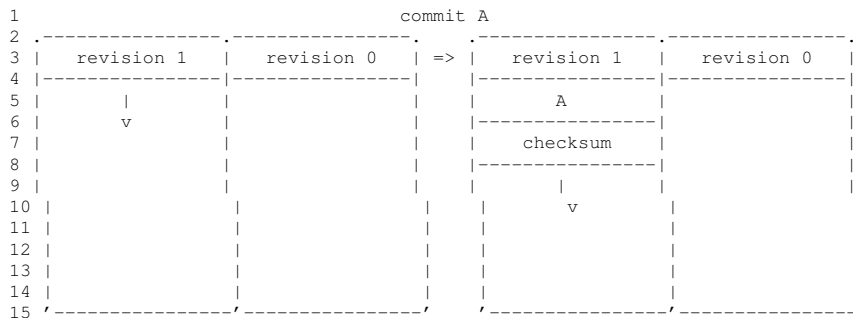 1                                 commit A
2 .----------------.----------------.    .----------------.----------------.
3 |   revision 1   |   revision 0   | => |   revision 1   |   revision 0   |
4 |----------------|----------------|    |----------------|----------------|
5 |       |        |                |    |       A        |                |
6 |       v        |                |    |----------------|                |
7 |                |                |    |    checksum    |                |
8 |                |                |    |----------------|                |
9 |                |                |    |       |        |                |
10 |                |                |    |       v        |
11 |                |                |    |                |
12 |                |                |    |                |
13 |                |                |    |                |
14 |                |                |    |                |
15 '----------------'----------------'    '----------------'----------------